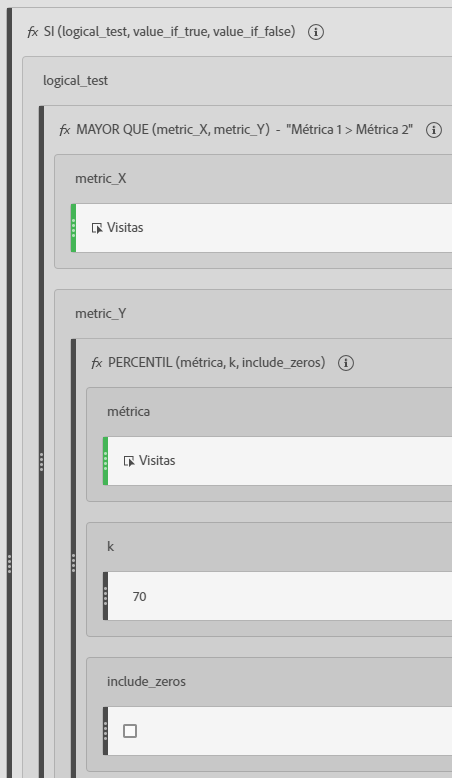 fx SI (logical_test, value_if_true, value_if_false)
logical_test
fx MAYOR QUE (metric_X, metric_Y) - "Métrica 1 > Métrica 2"
metric_X
Visitas
metric_Y
fx PERCENTIL (métrica, k, include_zeros)
métrica
Visitas
k
70
include_zeros